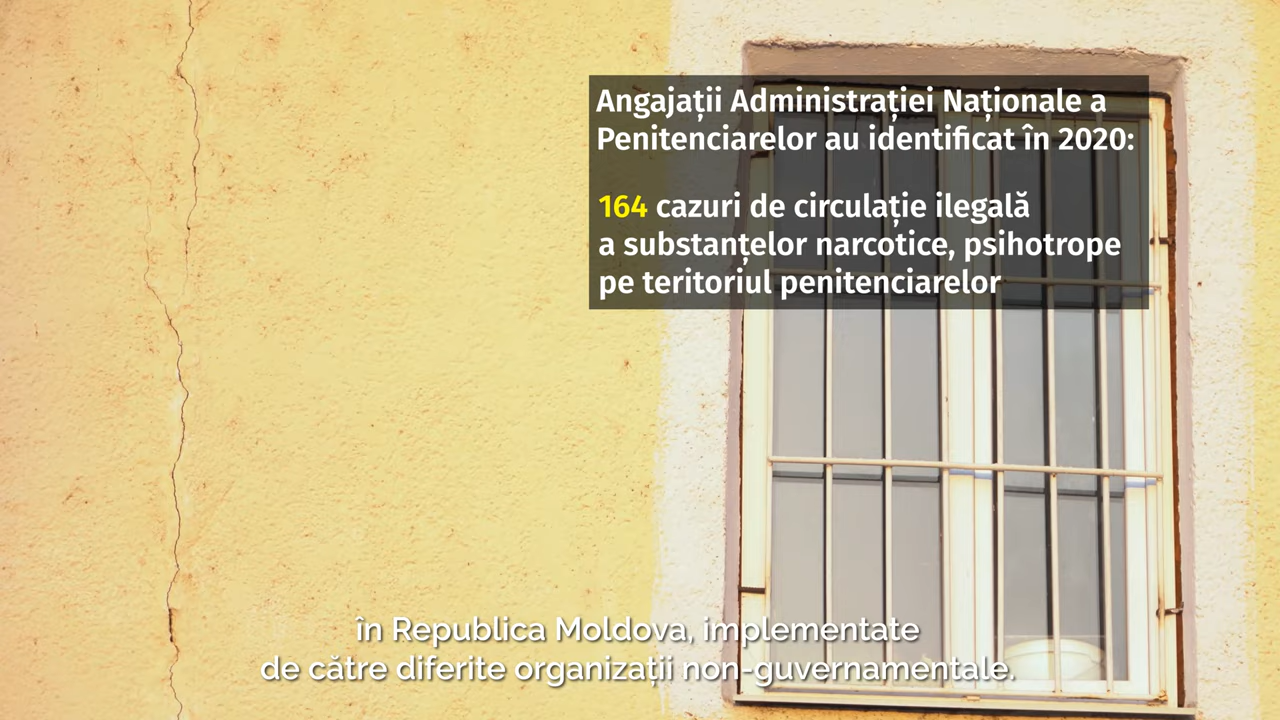 Angajații Administrației Naționale a
Penitenciarelor au identificat în 2020:
164 cazuri de circulație ilegală
a substanțelor narcotice, psihotrope
pe teritoriul penitenciarelor
în Republica Moldova, implementate
de către diferite organizații non-guvernamentale.